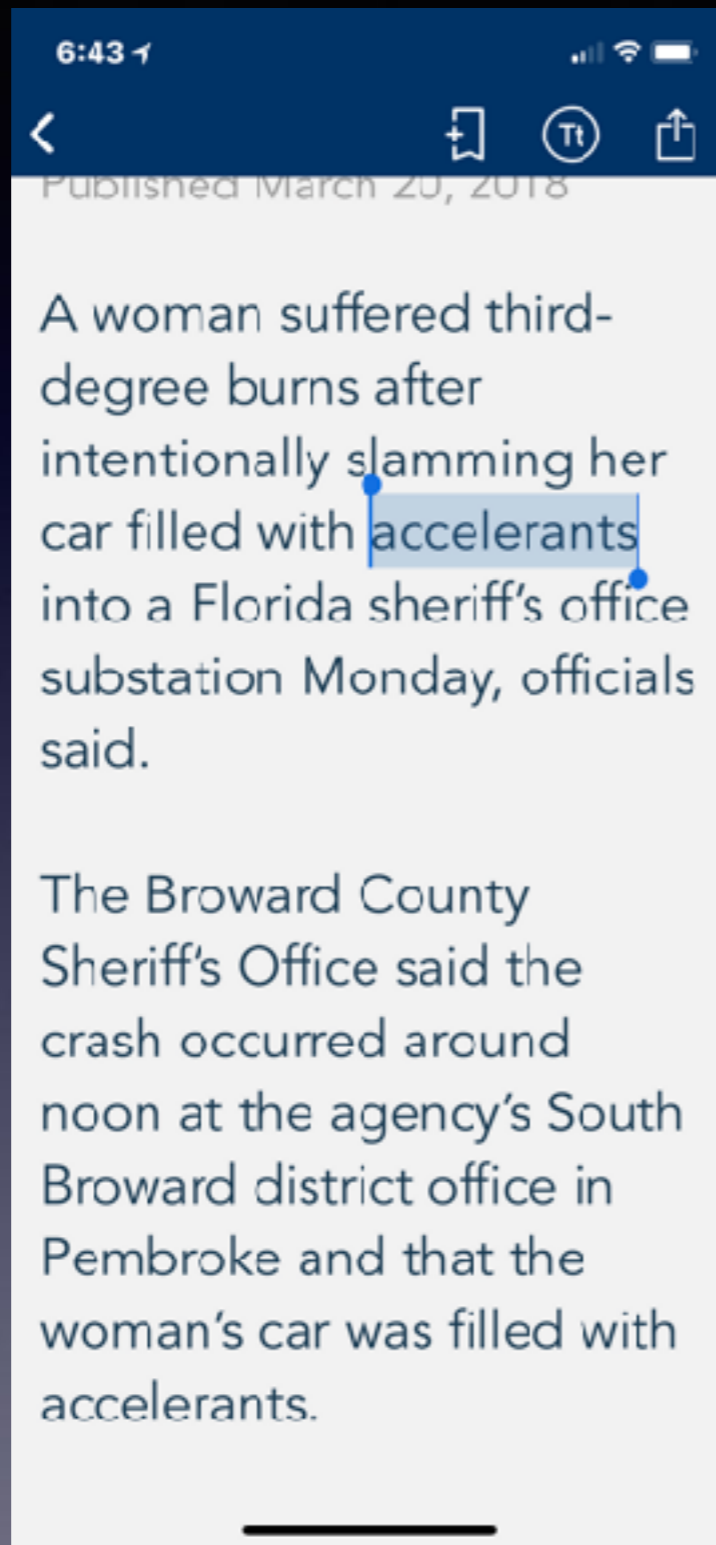 6:43
Tt
Published March 20, 2018
A woman suffered third-
degree burns after
intentionally slamming her
car filled with accelerants
into a Florida sheriff’s office
substation Monday, officials
said.
The Broward County
Sheriff’s Office said the
crash occurred around
noon at the agency’s South
Broward district office in
Pembroke and that the
woman’s car was filled with
accelerants.